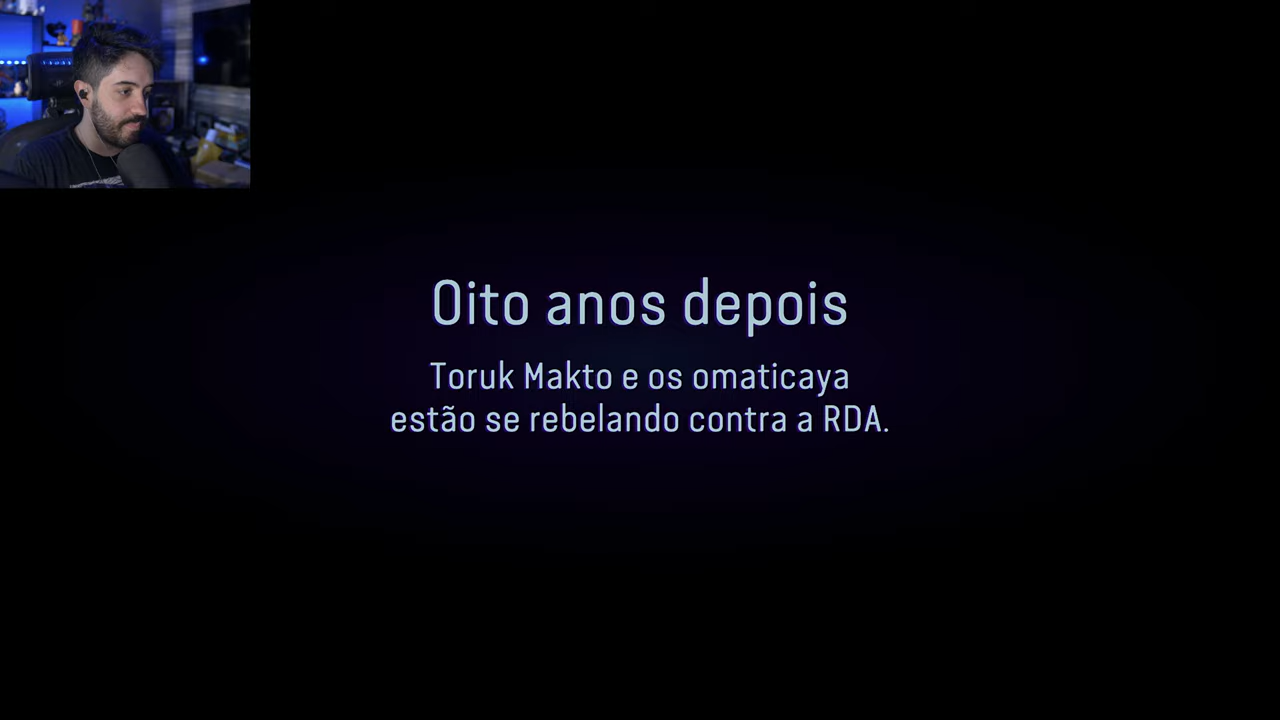 Oito anos depois
Toruk Makto e os omaticaya
estão se rebelando contra a RDA.